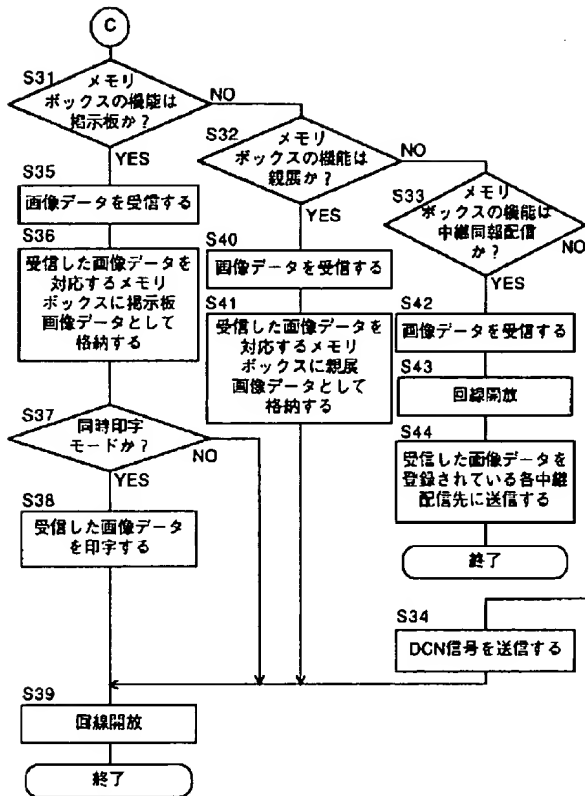 C
S31
メモリ
ボックスの機能は
掲示板か？
NO
YES
S32
メモリ
ボックスの機能は
親展か？
NO
YES
S33
メモリ
ボックスの機能は
中継同報配信
か？
NO
YES
S35
画像データを受信する
S36
受信した画像データを
対応するメモリ
ボックスに掲示板
画像データとして
格納する
S37
同時印字
モードか？
NO
YES
S38
受信した画像データ
を印字する
S40
画像データを受信する
S41
受信した画像データを
対応するメモリ
ボックスに親展
画像データとして
格納する
S42
画像データを受信する
S43
回線開放
S44
受信した画像データを
登録されている各中継
配信先に送信する
終了
S34
DCN信号を送信する
S39
回線開放
終了